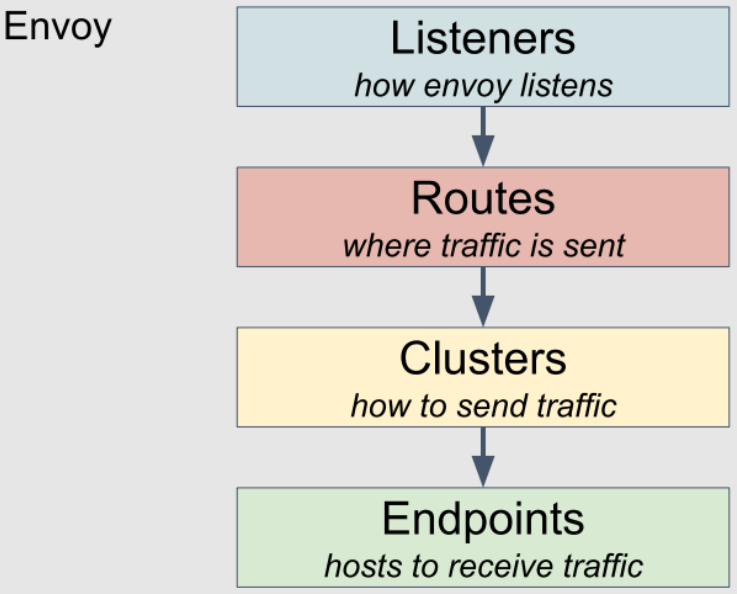 Envoy
Listeners
how envoy listens
Routes
where traffic is sent
Clusters
how to send traffic
Endpoints
hosts to receive traffic